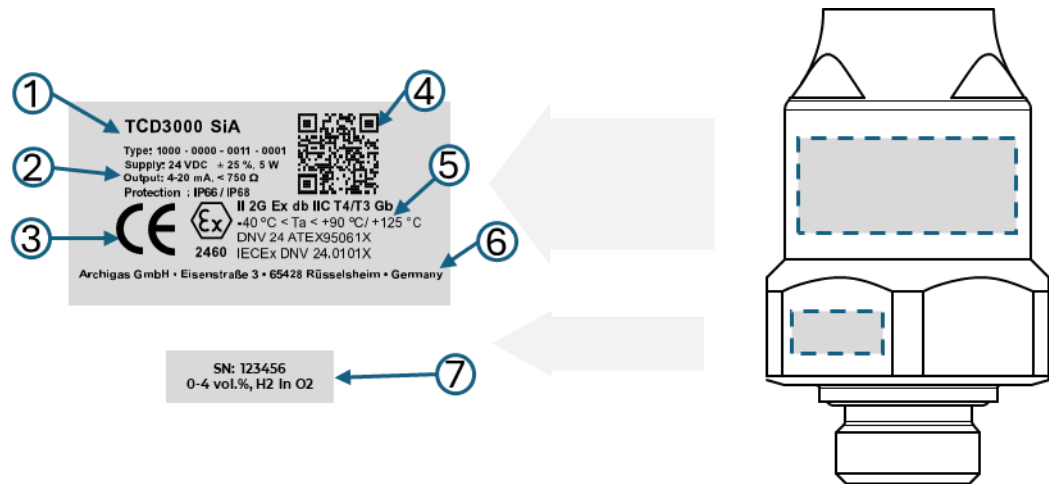 1
TCD3000 SiA
4
2
Type: 1000 - 0000 - 0011 - 0001
Supply: 24 VDC ± 25 %, 5 W
Output: 4-20 mA, < 750 Ω
Protection : IP66 / IP68
5
3
CE
Ex
2460
II 2G Ex db IIC T4/T3 Gb
-40 °C < Ta < +90 °C/ +125 °C
DNV 24 ATEX95061X
IECEx DNV 24.0101X
6
Archigas GmbH • Eisenstraße 3 • 65428 Rüsselsheim • Germany
SN: 123456
0-4 vol.%, H2 In O2
7